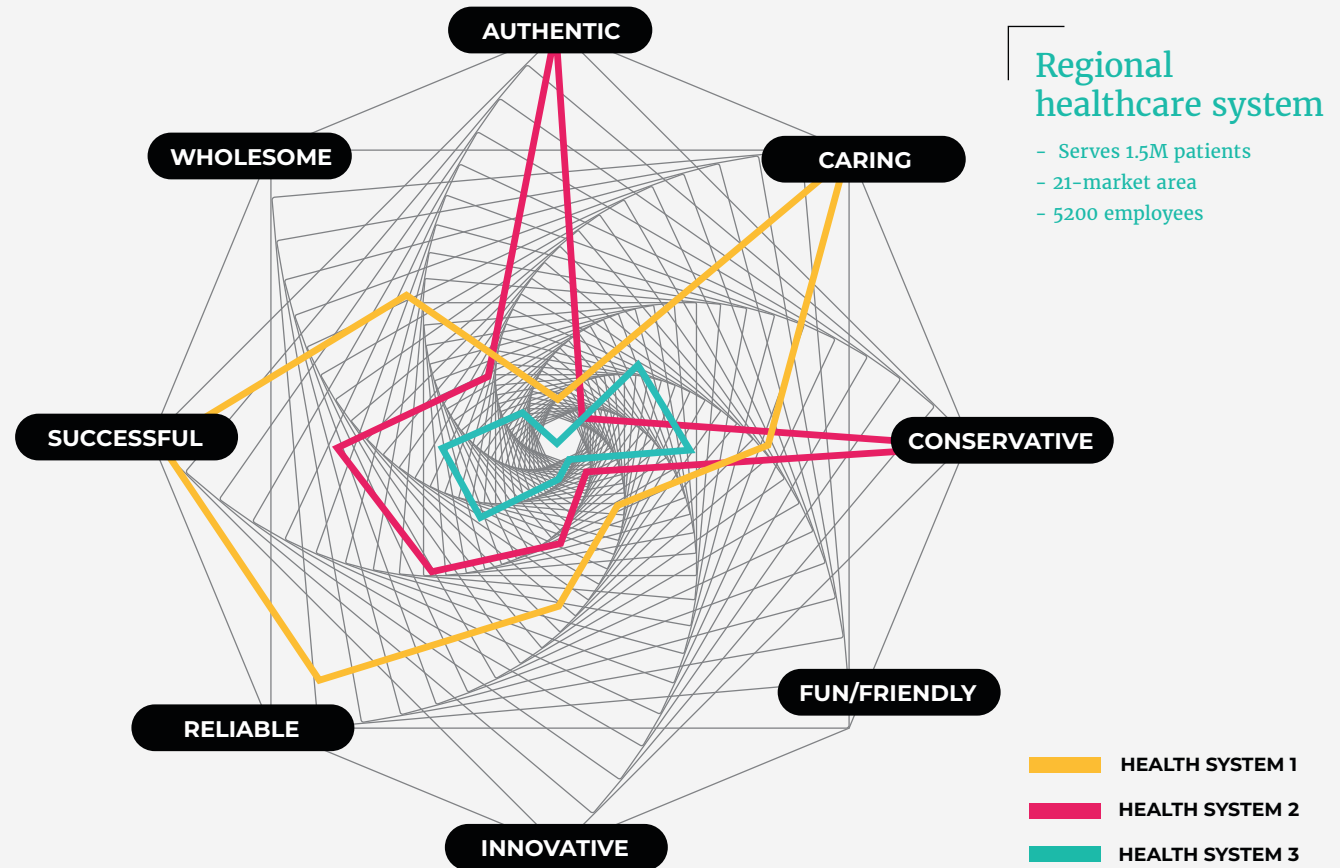 AUTHENTIC
Regional
healthcare system
- Serves 1.5M patients
- 21-market area
- 5200 employees
WHOLESOME
CARING
SUCCESSFUL
CONSERVATIVE
FUN/FRIENDLY
RELIABLE
INNOVATIVE
HEALTH SYSTEM 1
HEALTH SYSTEM 2
HEALTH SYSTEM 3